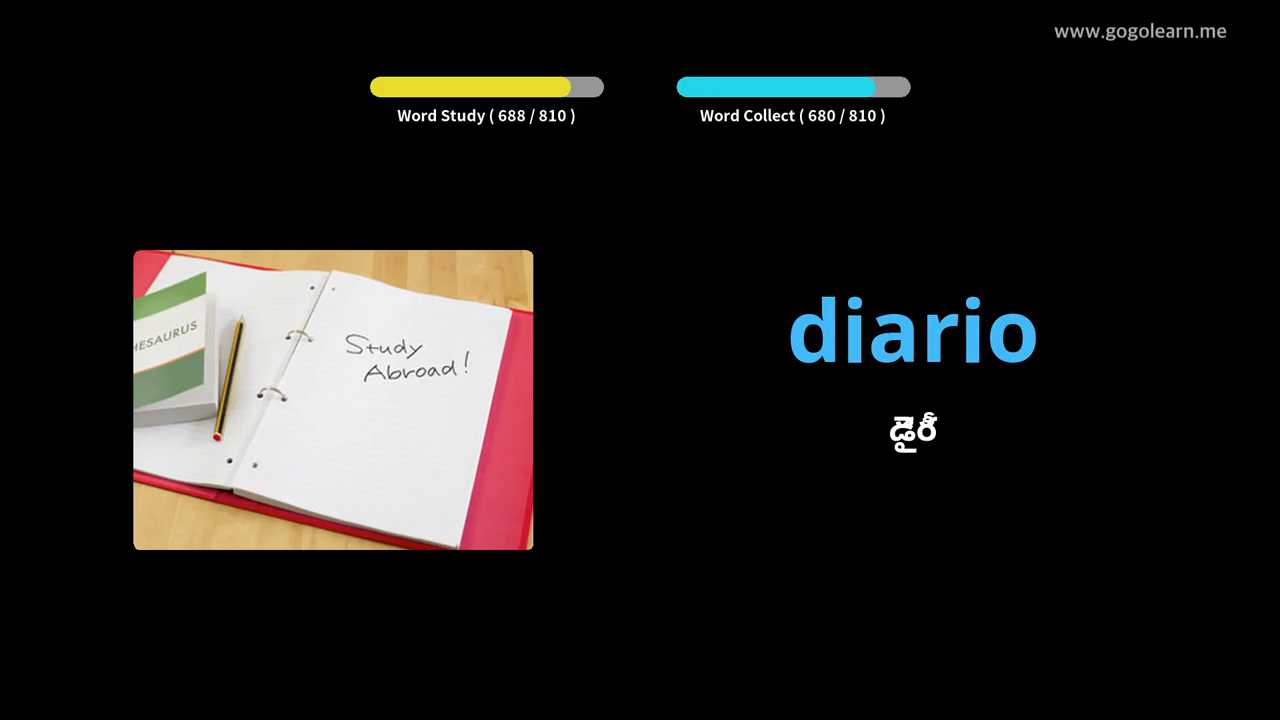 www.gogolearn.me
Word Study ( 688 / 810 )
Word Collect ( 680 / 810 )
HESAURUS
Study
Abroad!
diario
డైరీ